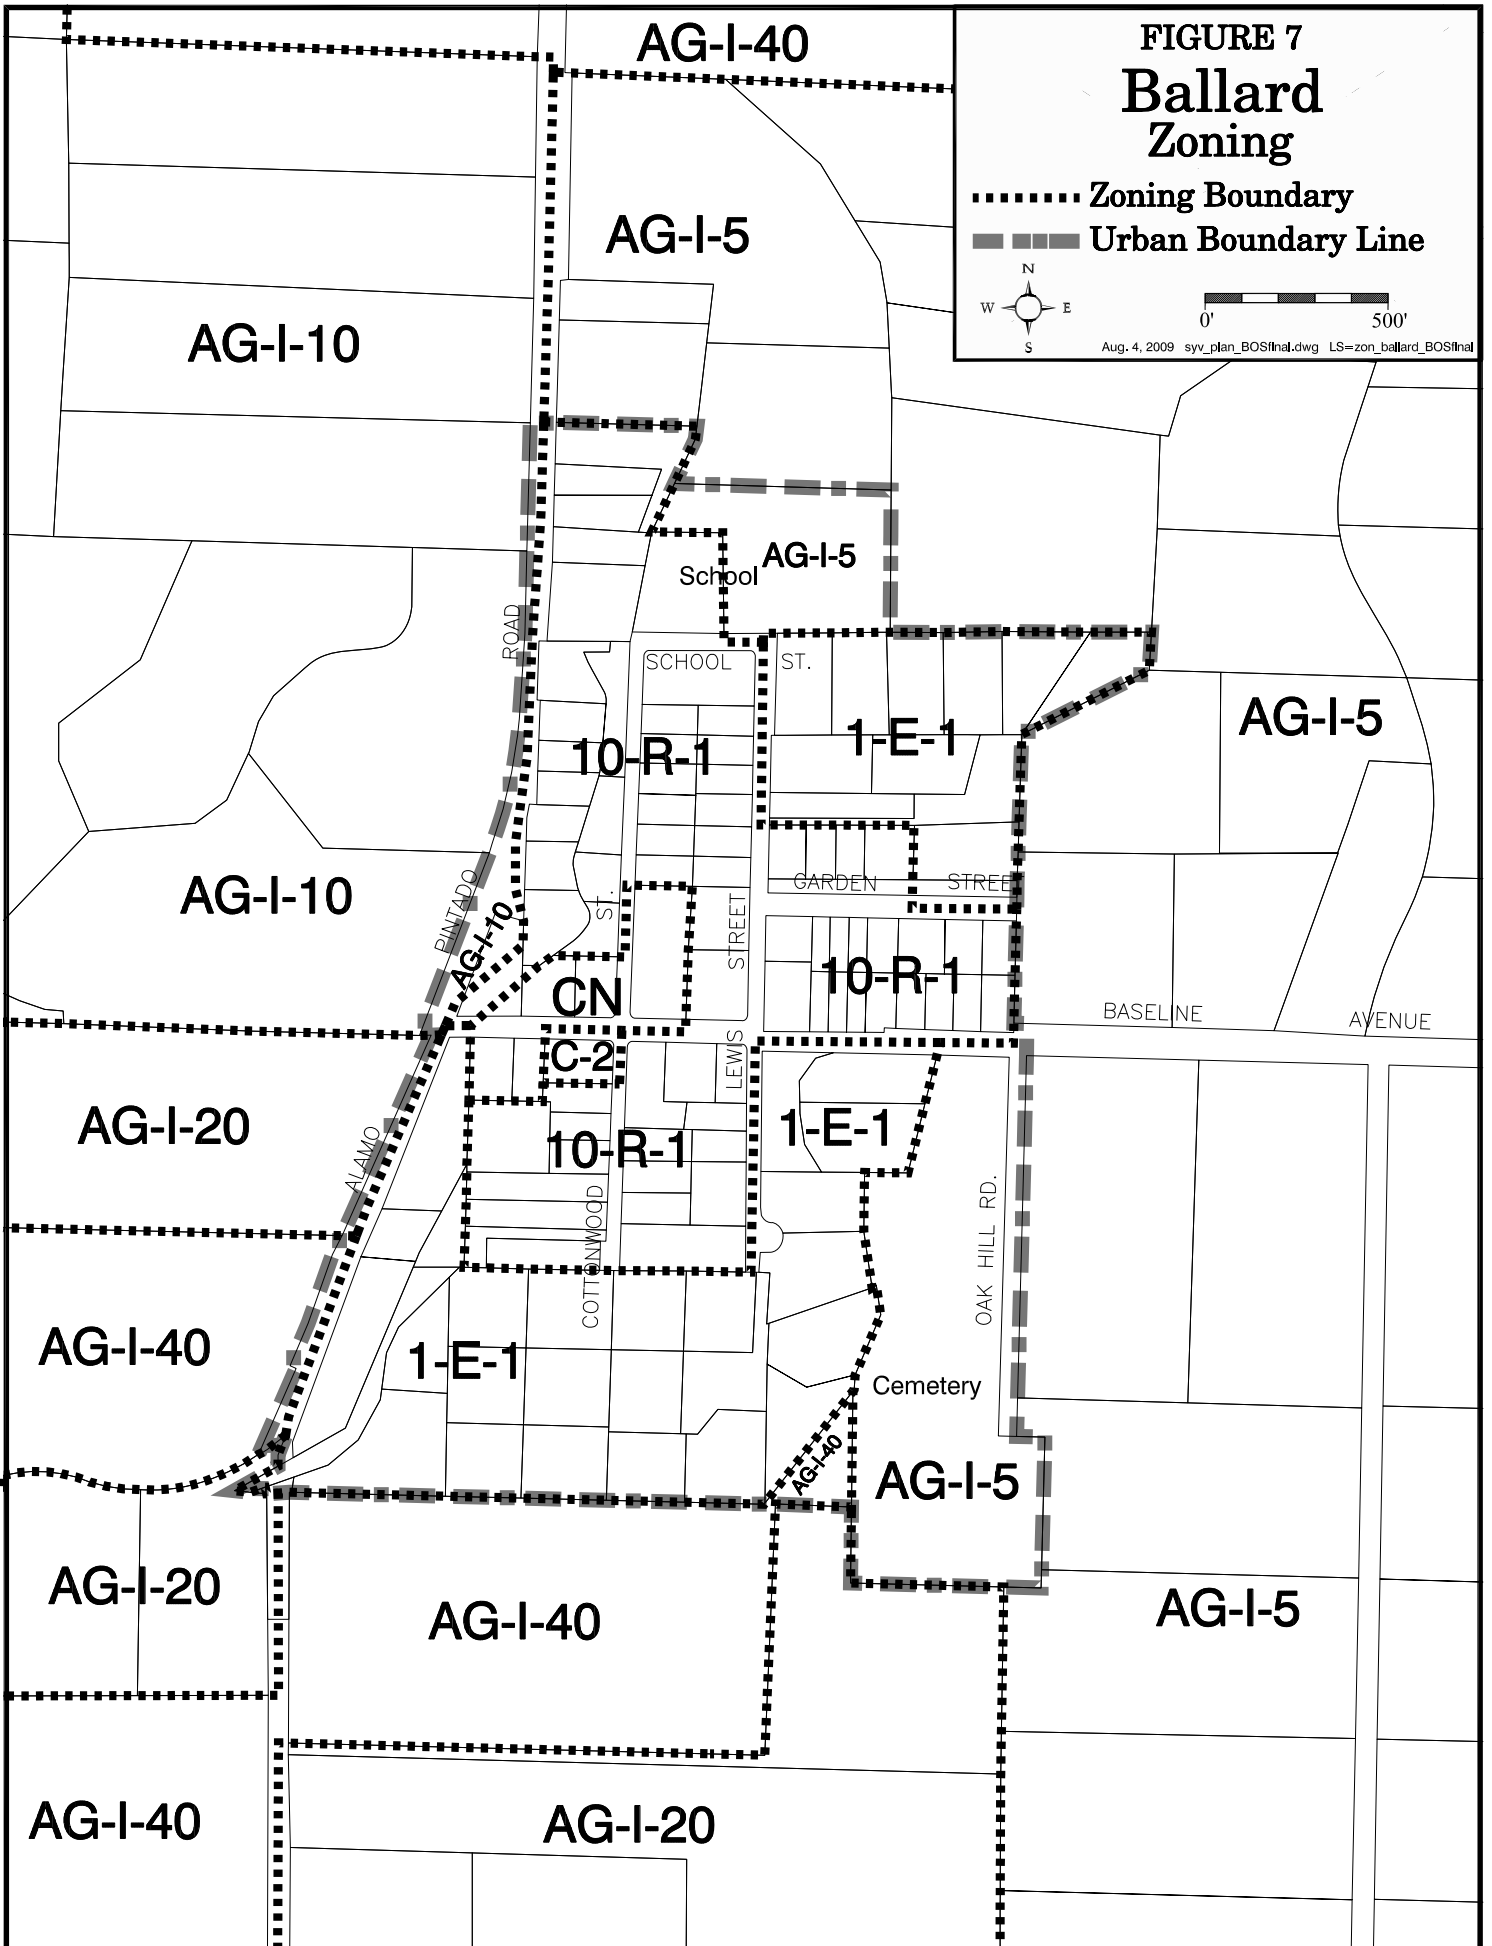 AG-I-40
FIGURE 7
Ballard
Zoning
Zoning Boundary
Urban Boundary Line
N
W E
S
0' 500'
Aug. 4, 2009 syv_plan_BOSfinal.dwg LS=zon_ballard_BOSfinal
AG-I-5
AG-I-10
AG-I-5
School
ROAD
SCHOOL ST.
AG-I-5
10-R-1
1-E-1
AG-I-10
GARDEN STREE
PINTADO
ST.
STREET
AG-I-10
CN
10-R-1
BASELINE AVENUE
C-2
LEWIS
AG-I-20
1-E-1
ALAMO
10-R-1
COTTONWOOD
OAK HILL RD.
AG-I-40
1-E-1
Cemetery
AG-I-40
AG-I-5
AG-I-20
AG-I-40
AG-I-5
AG-I-40
AG-I-20